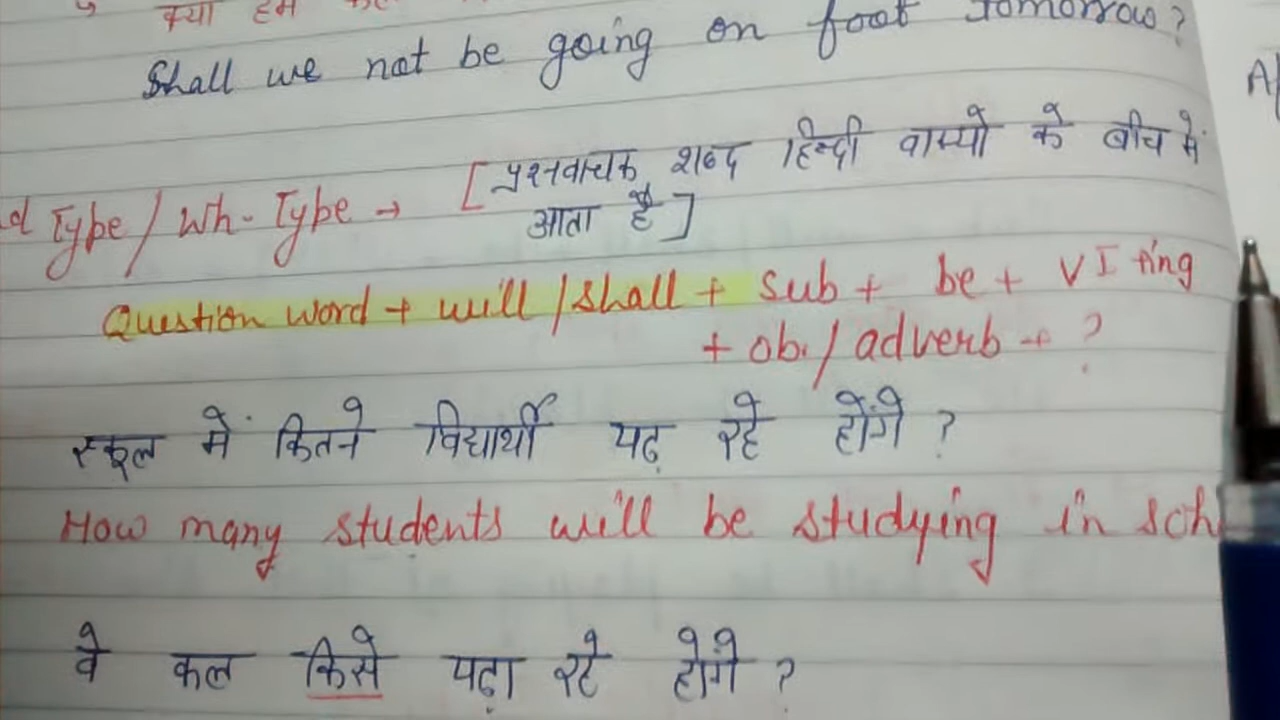 क्या हम कल
Shall we not be going on foot tomorrow?
d Type/Wh-Type → [प्रश्नवाचक शब्द हिन्दी वाक्यो के बीच में
आता है]
Question word + will/shall + sub + be + V I + ing
+ ob./adverb + ?
स्कूल में कितने विद्यार्थी पढ़ रहे होंगे ?
How many students will be studying in sch
वे कल किसे पढ़ा रहे होगे ?